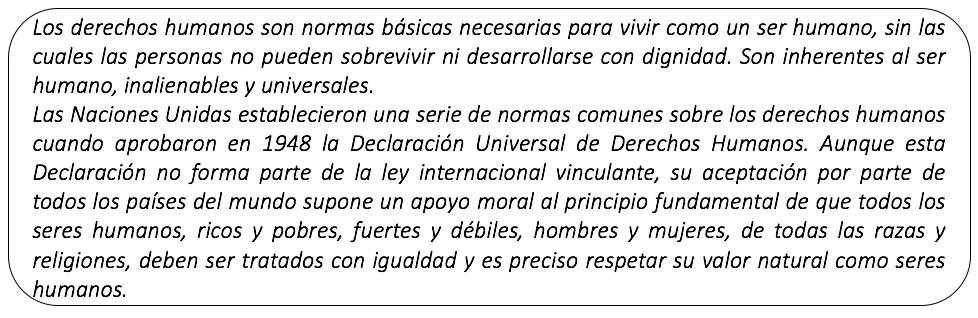 Los derechos humanos son normas básicas necesarias para vivir como un ser humano, sin las
cuales las personas no pueden sobrevivir ni desarrollarse con dignidad. Son inherentes al ser
humano, inalienables y universales.
Las Naciones Unidas establecieron una serie de normas comunes sobre los derechos humanos
cuando aprobaron en 1948 la Declaración Universal de Derechos Humanos. Aunque esta
Declaración no forma parte de la ley internacional vinculante, su aceptación por parte de
todos los países del mundo supone un apoyo moral al principio fundamental de que todos los
seres humanos, ricos y pobres, fuertes y débiles, hombres y mujeres, de todas las razas y
religiones, deben ser tratados con igualdad y es preciso respetar su valor natural como seres
humanos.